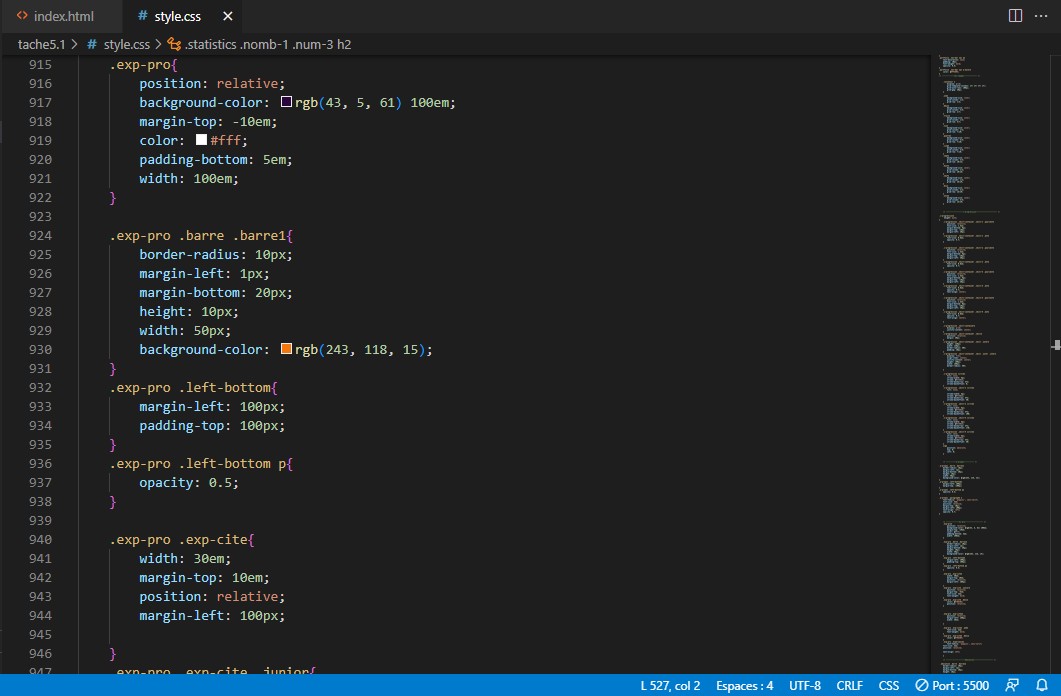 index.html
# style.css ×
tache5.1 > # style.css > .statistics .nomb-1 .num-3 h2
915 .exp-pro{
916 position: relative;
917 background-color: rgb(43, 5, 61) 100em;
918 margin-top: -10em;
919 color: #fff;
920 padding-bottom: 5em;
921 width: 100em;
922 }
923
924 .exp-pro .barre .barre1{
925 border-radius: 10px;
926 margin-left: 1px;
927 margin-bottom: 20px;
928 height: 10px;
929 width: 50px;
930 background-color: rgb(243, 118, 15);
931 }
932 .exp-pro .left-bottom{
933 margin-left: 100px;
934 padding-top: 100px;
935 }
936 .exp-pro .left-bottom p{
937 opacity: 0.5;
938 }
939
940 .exp-pro .exp-cite{
941 width: 30em;
942 margin-top: 10em;
943 position: relative;
944 margin-left: 100px;
945
946 }
947 .exp-pro .exp-cite .junior{
L 527, col 2 Espaces : 4 UTF-8 CRLF CSS Port : 5500